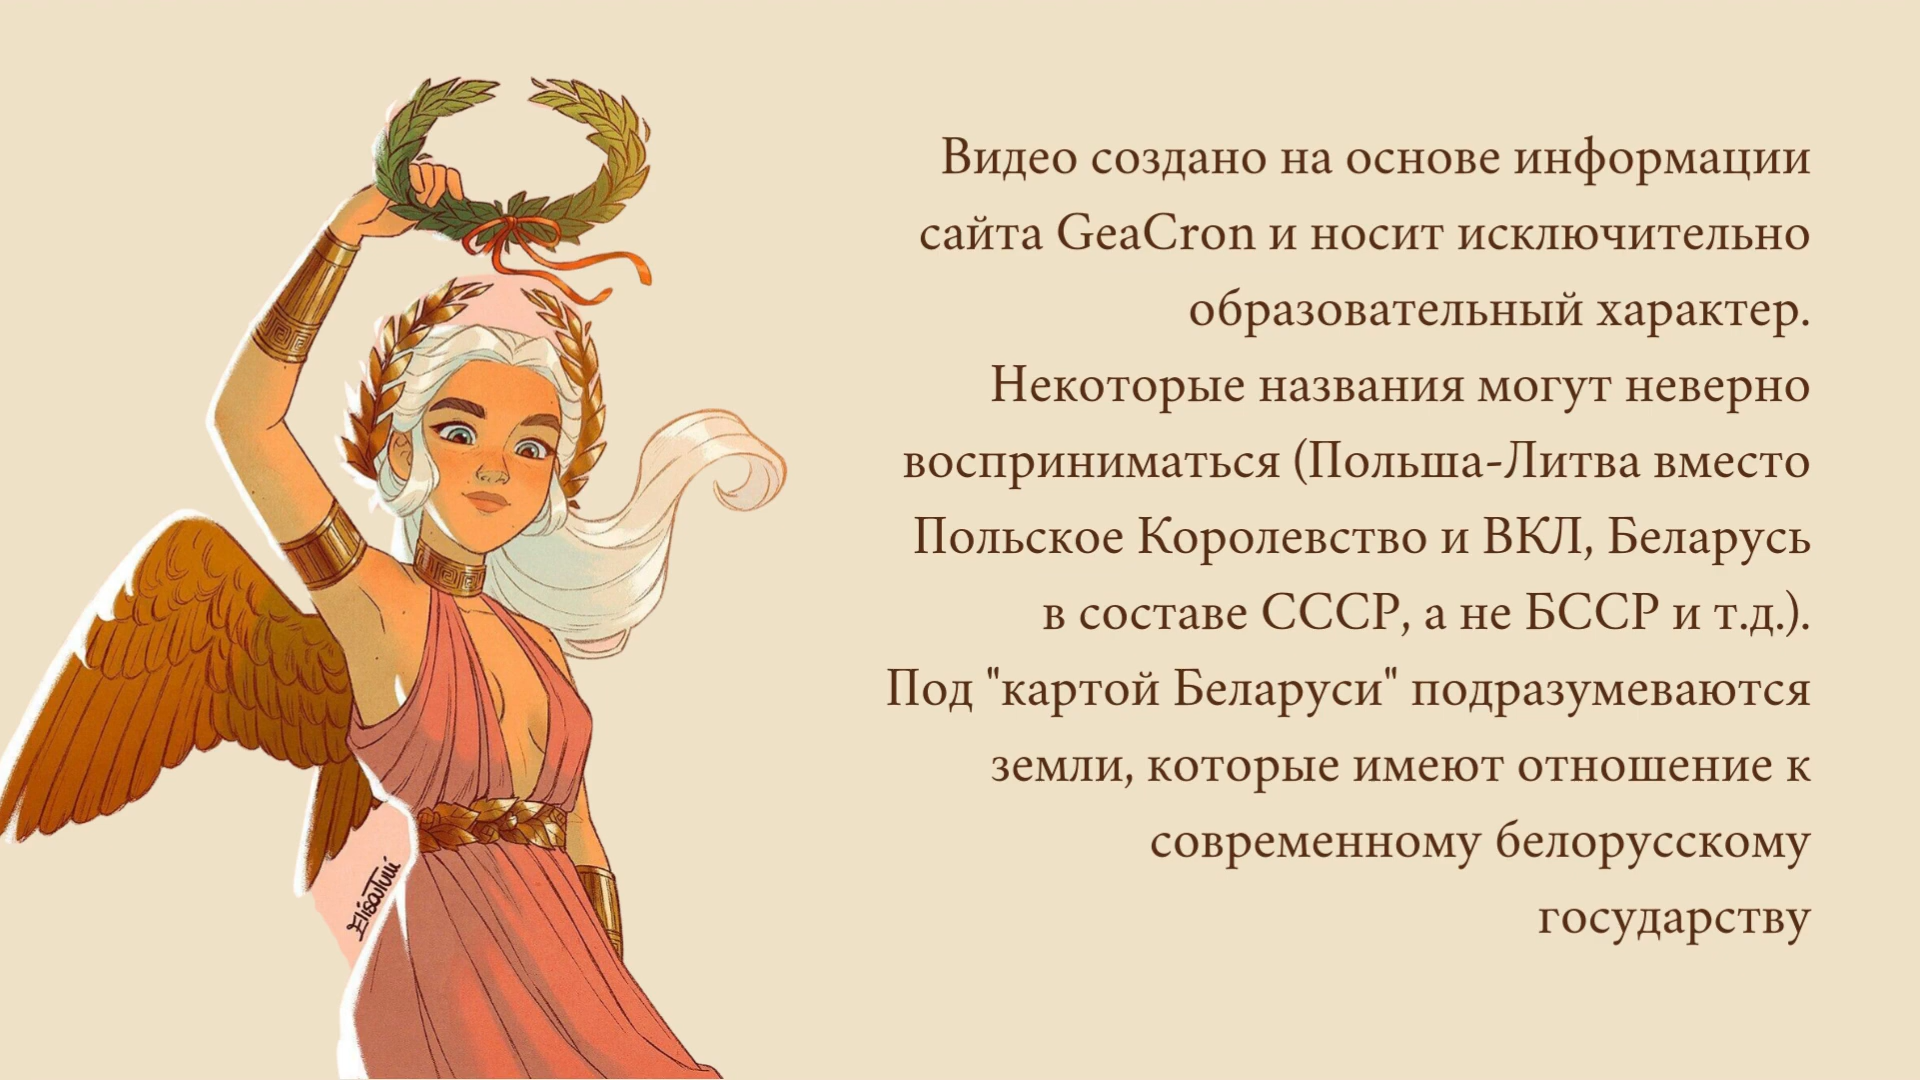 Видео создано на основе информации
сайта GeaCron и носит исключительно
образовательный характер.
Некоторые названия могут неверно
восприниматься (Польша-Литва вместо
Польское Королевство и ВКЛ, Беларусь
в составе СССР, а не БССР и т.д.).
Под "картой Беларуси" подразумеваются
земли, которые имеют отношение к
современному белорусскому
государству
ElisaTuni